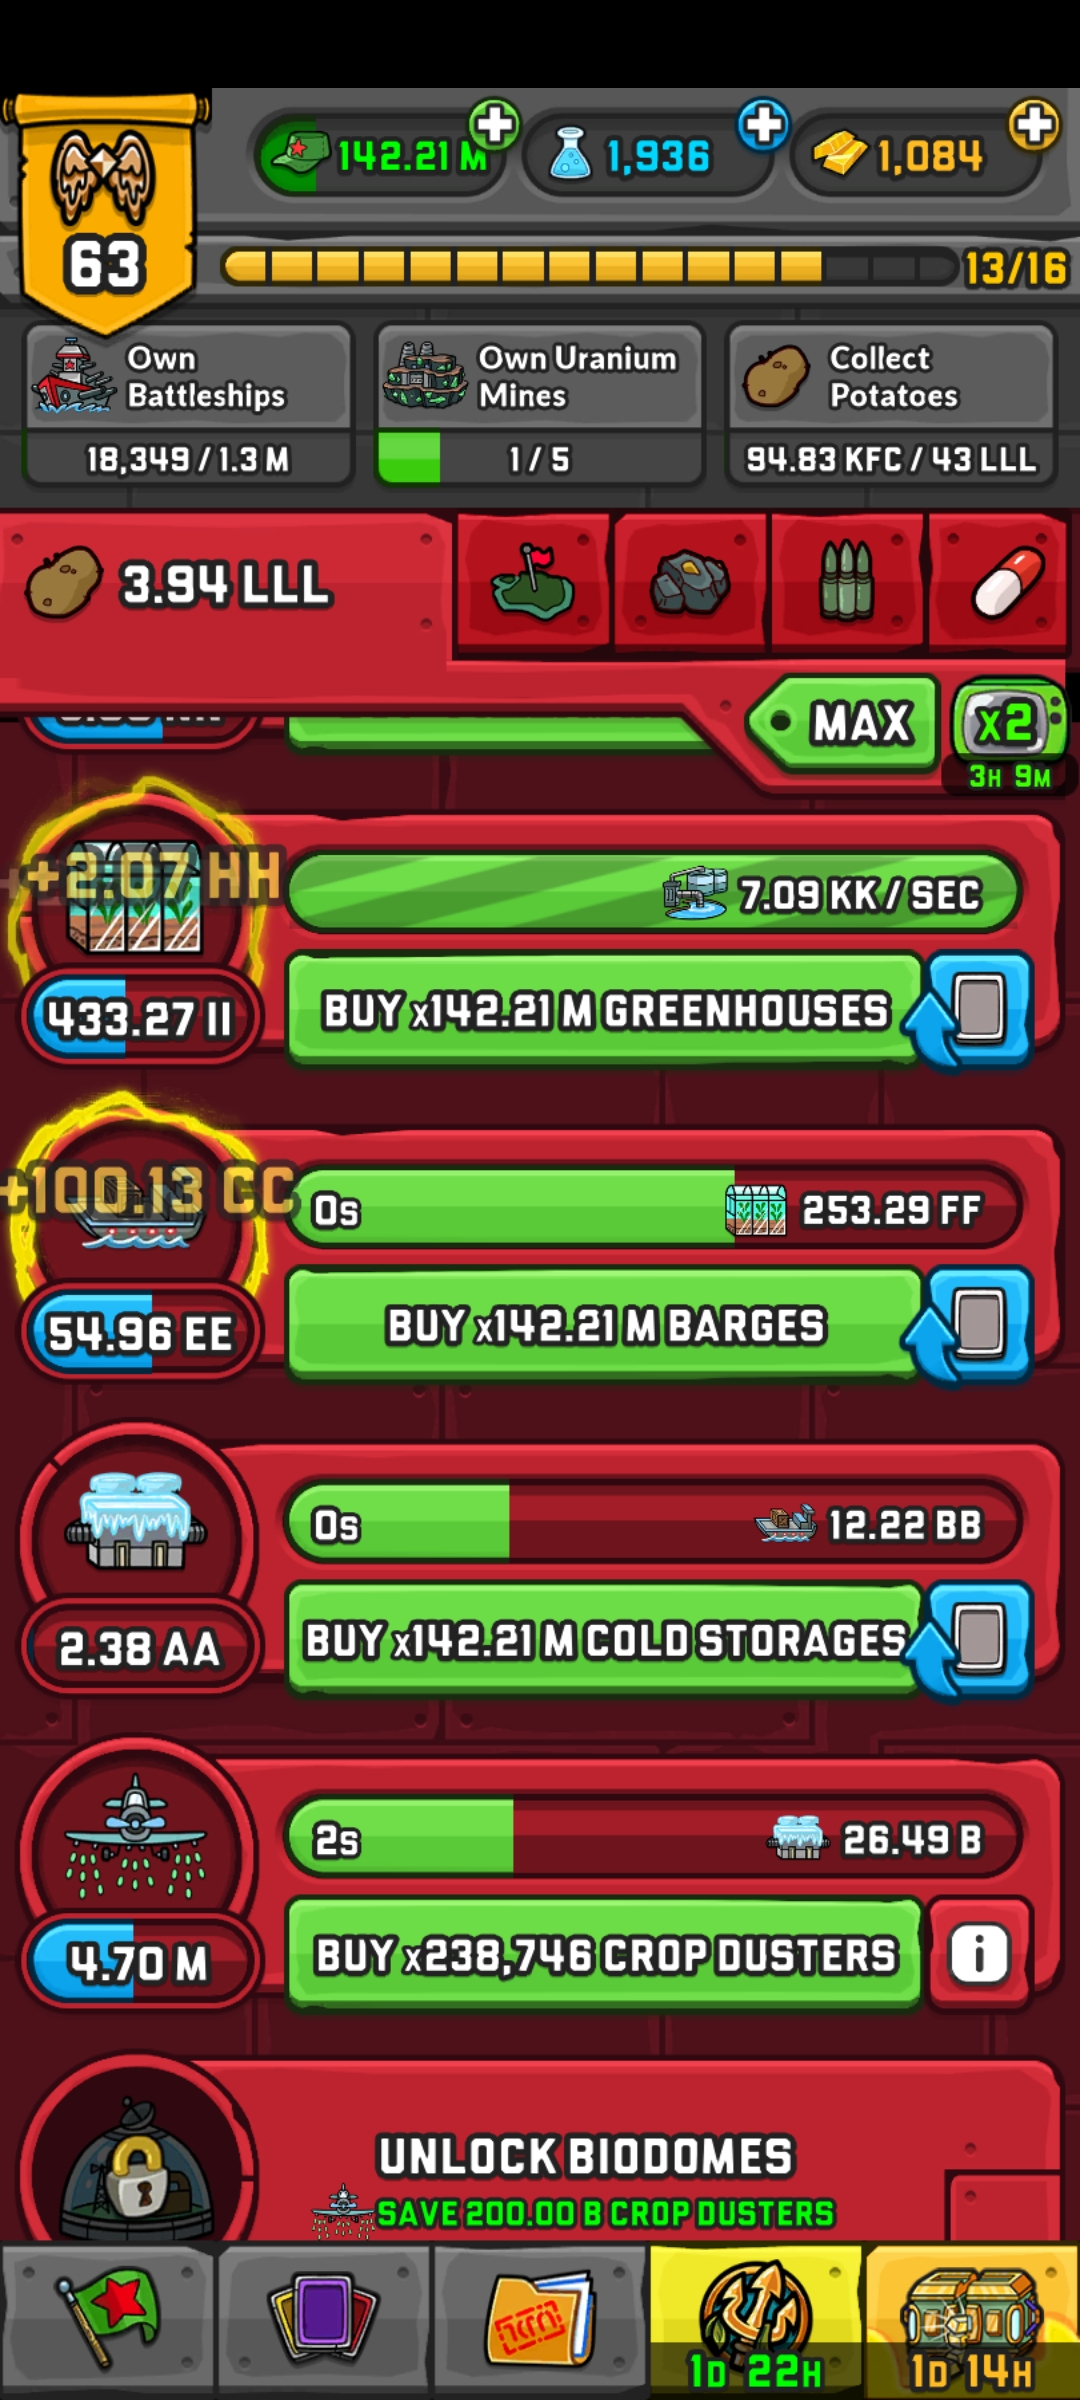 142.21 M
1,936
1,084
63
13/16
Own
Battleships
18,349 / 1.3 M
Own Uranium
Mines
1 / 5
Collect
Potatoes
94.83 KFC / 43 LLL
3.94 LLL
MAX
X2
3H 9M
+2.07 HH
7.09 KK / SEC
433.27 II
BUY x142.21 M GREENHOUSES
+100.13 CC
0s
253.29 FF
54.96 EE
BUY x142.21 M BARGES
0s
12.22 BB
2.38 AA
BUY x142.21 M COLD STORAGES
2s
26.49 B
4.70 M
BUY x238,746 CROP DUSTERS
i
UNLOCK BIODOMES
SAVE 200.00 B CROP DUSTERS
1D 22H
1D 14H